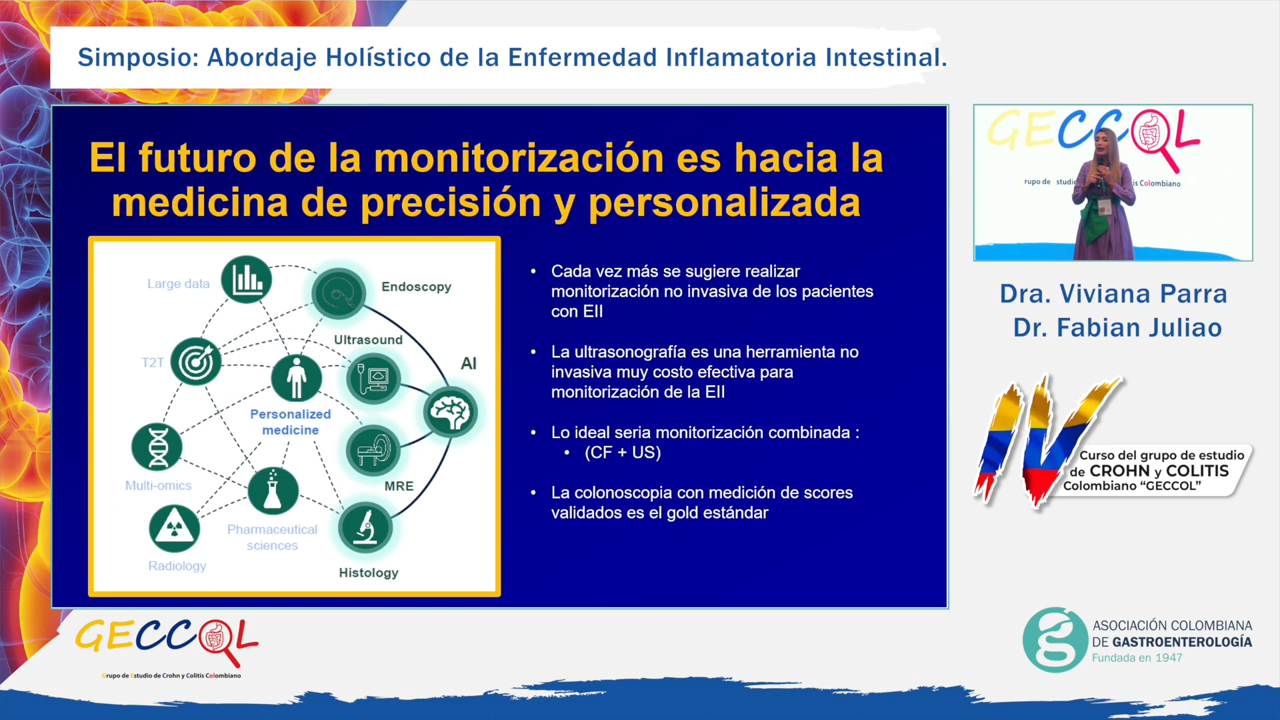 Simposio: Abordaje Holístico de la Enfermedad Inflamatoria Intestinal.
El futuro de la monitorización es hacia la
medicina de precisión y personalizada
Large data
Endoscopy
Ultrasound
T2T
AI
Personalized
medicine
Multi-omics
MRE
Pharmaceutical
sciences
Radiology
Histology
• Cada vez más se sugiere realizar
monitorización no invasiva de los pacientes
con EII
• La ultrasonografía es una herramienta no
invasiva muy costo efectiva para
monitorización de la EII
• Lo ideal seria monitorización combinada :
• (CF + US)
• La colonoscopia con medición de scores
validados es el gold estándar
GECCOL
rupo de studio is Colombiano
Dra. Viviana Parra
Dr. Fabian Juliao
IV
Curso del grupo de estudio
de CROHN y COLITIS
Colombiano "GECCOL"
GECCOL
Grupo de Estudio de Crohn y Colitis Colombiano
ASOCIACIÓN COLOMBIANA
DE GASTROENTEROLOGÍA
Fundada en 1947